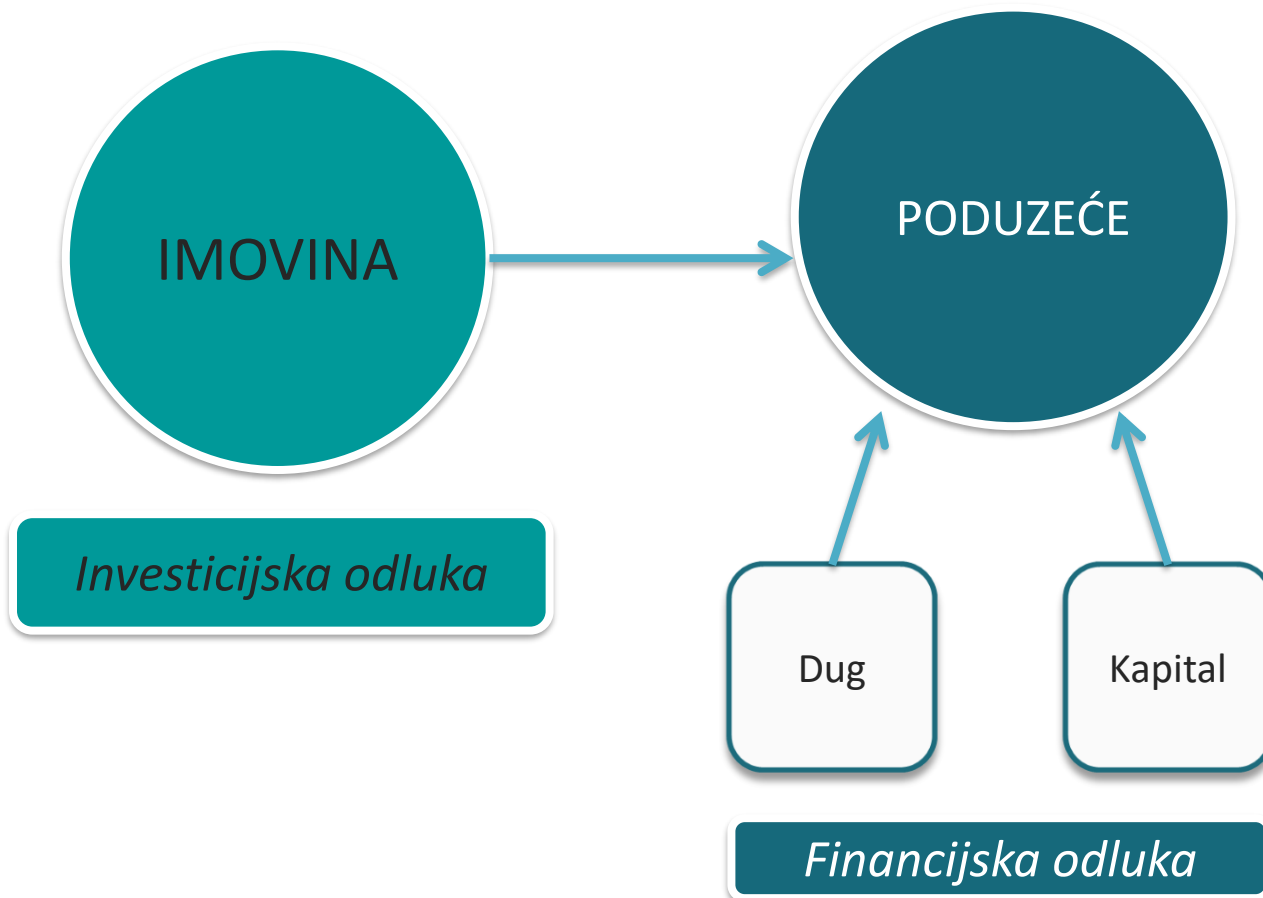 IMOVINA
PODUZEĆE
Investicijska odluka
Dug
Kapital
Financijska odluka